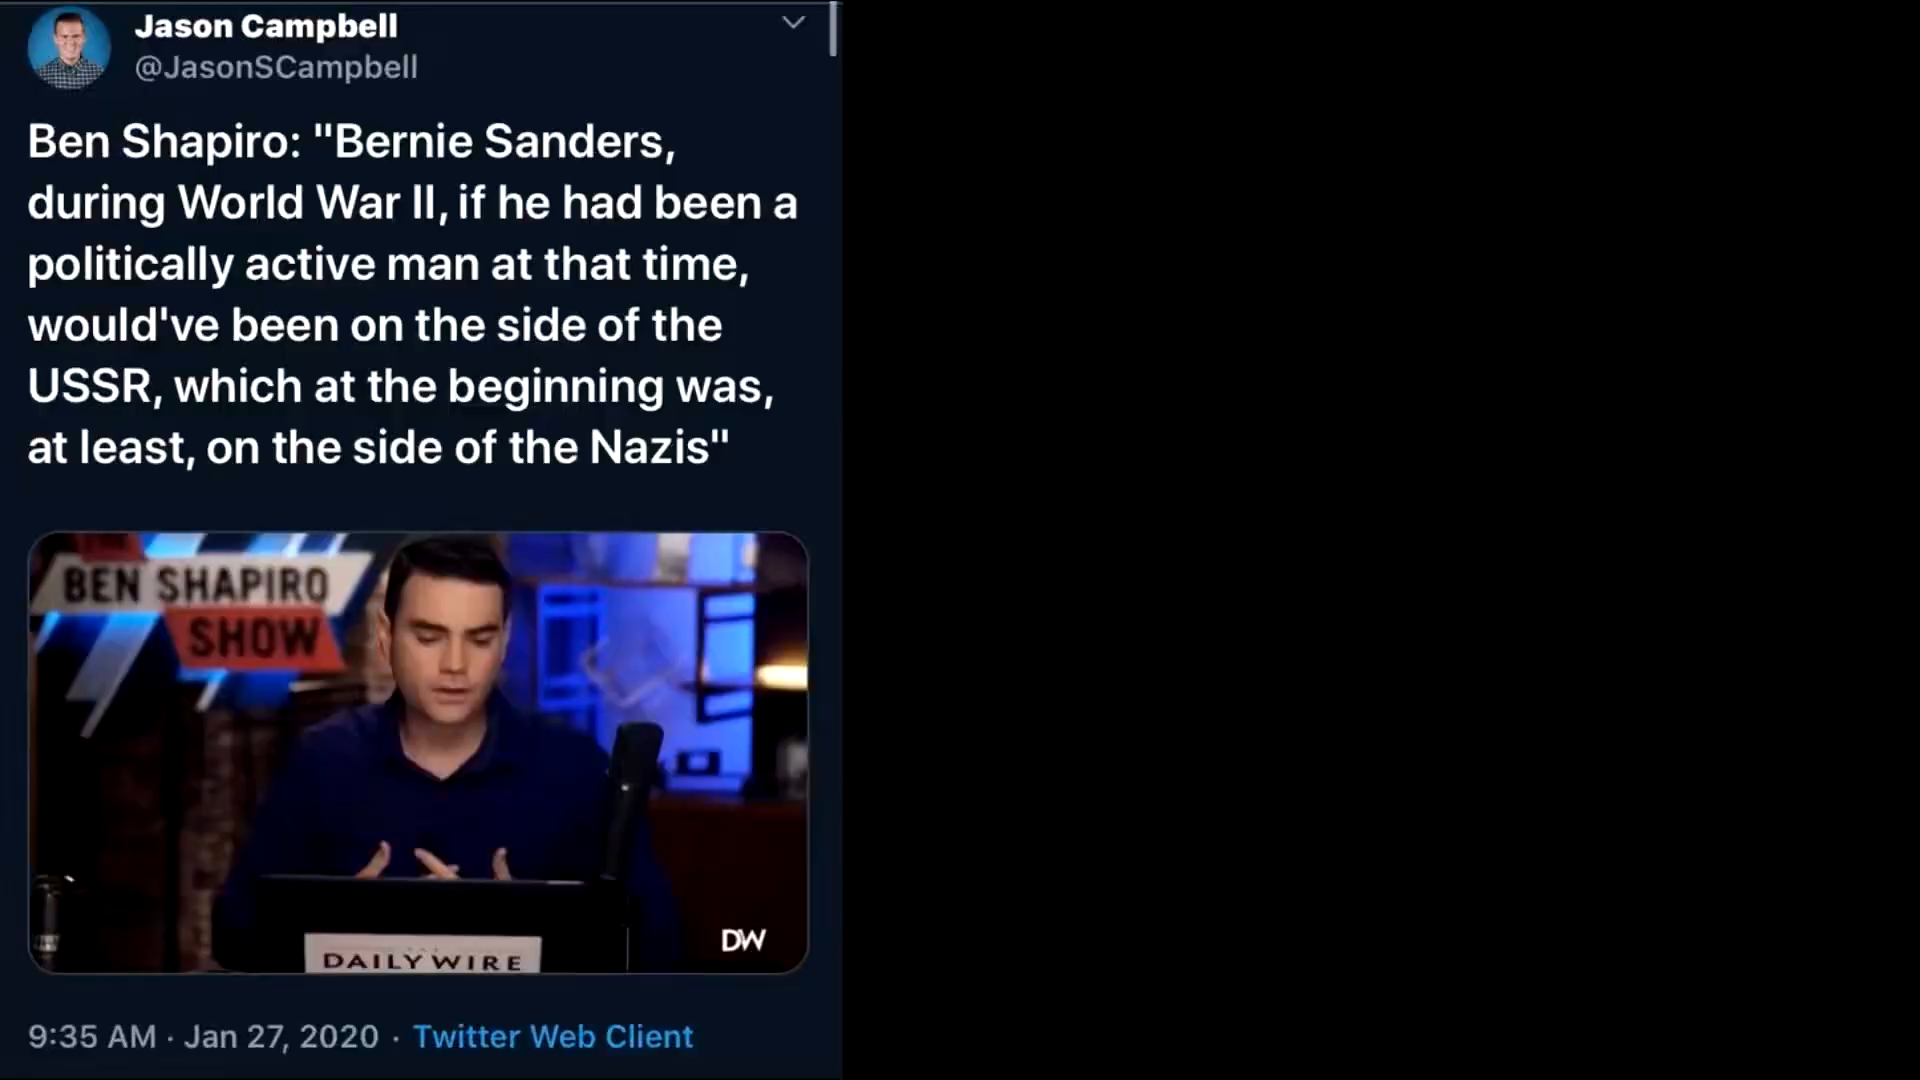 Jason Campbell
@JasonSCampbell
Ben Shapiro: "Bernie Sanders,
during World War II, if he had been a
politically active man at that time,
would've been on the side of the
USSR, which at the beginning was,
at least, on the side of the Nazis"
BEN SHAPIRO
SHOW
DW
DAILY WIRE
9:35 AM · Jan 27, 2020 · Twitter Web Client